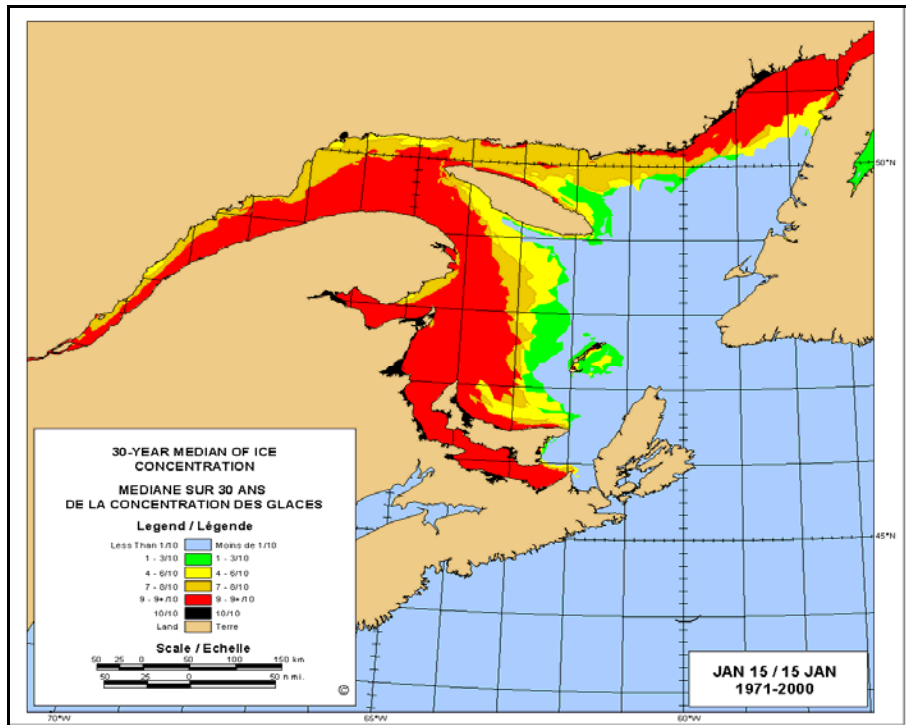 50°N
30-YEAR MEDIAN OF ICE
CONCENTRATION
MEDIANE SUR 30 ANS
DE LA CONCENTRATION DES GLACES
Legend / Légende
Less Than 1/10 Moins de 1/10
1 - 3/10 1 - 3/10
4 - 6/10 4 - 6/10
7 - 8/10 7 - 8/10
9 - 9+/10 9 - 9+/10
10/10 10/10
Land Terre
Scale / Echelle
50 25 0 50 100 150 km
50 25 0 50 n mi.
©
45°N
JAN 15 / 15 JAN
1971-2000
70°W 65°W 60°W